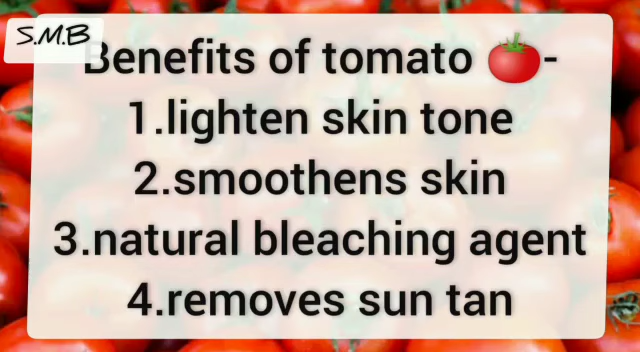 S.M.B
Benefits of tomato 🍅-
1.lighten skin tone
2.smoothens skin
3.natural bleaching agent
4.removes sun tan